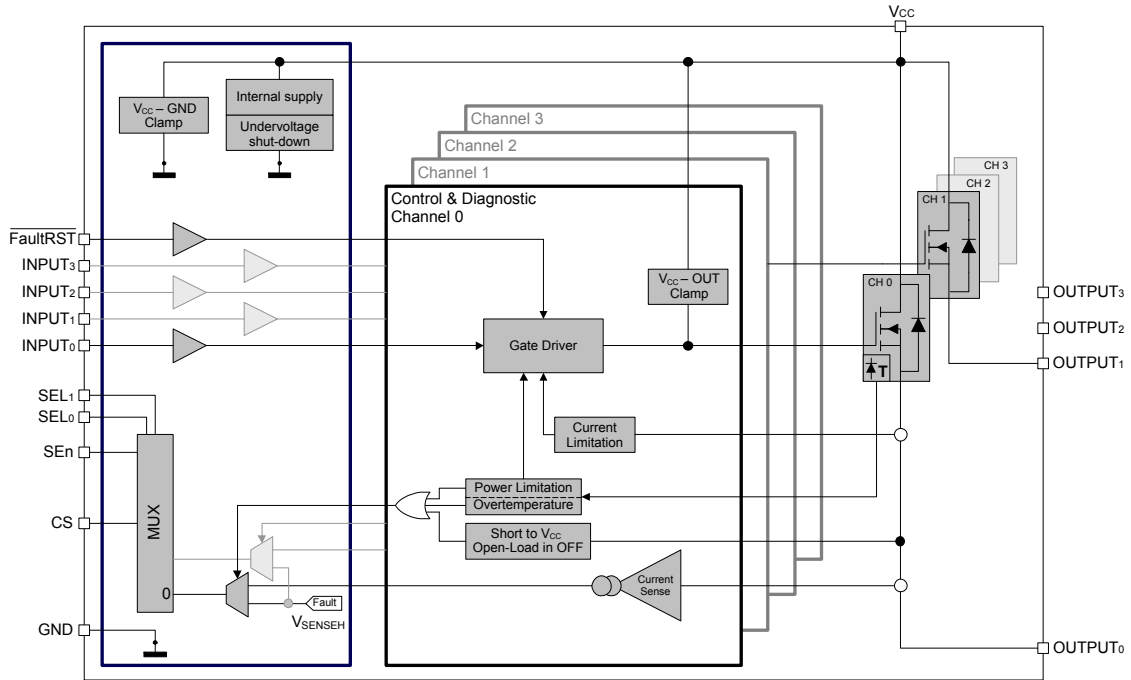 VCC
VCC – GND
Clamp
Internal supply
Undervoltage
shut-down
Channel 3
Channel 2
Channel 1
Control & Diagnostic
Channel 0
CH 3
CH 2
CH 1
CH 0
T
FaultRST
INPUT3
INPUT2
INPUT1
INPUT0
SEL1
SEL0
SEn
CS
GND
MUX
0
VCC – OUT
Clamp
Gate Driver
Current
Limitation
Power Limitation
Overtemperature
Short to VCC
Open-Load in OFF
Current
Sense
Fault
VSENSEH
OUTPUT3
OUTPUT2
OUTPUT1
OUTPUT0